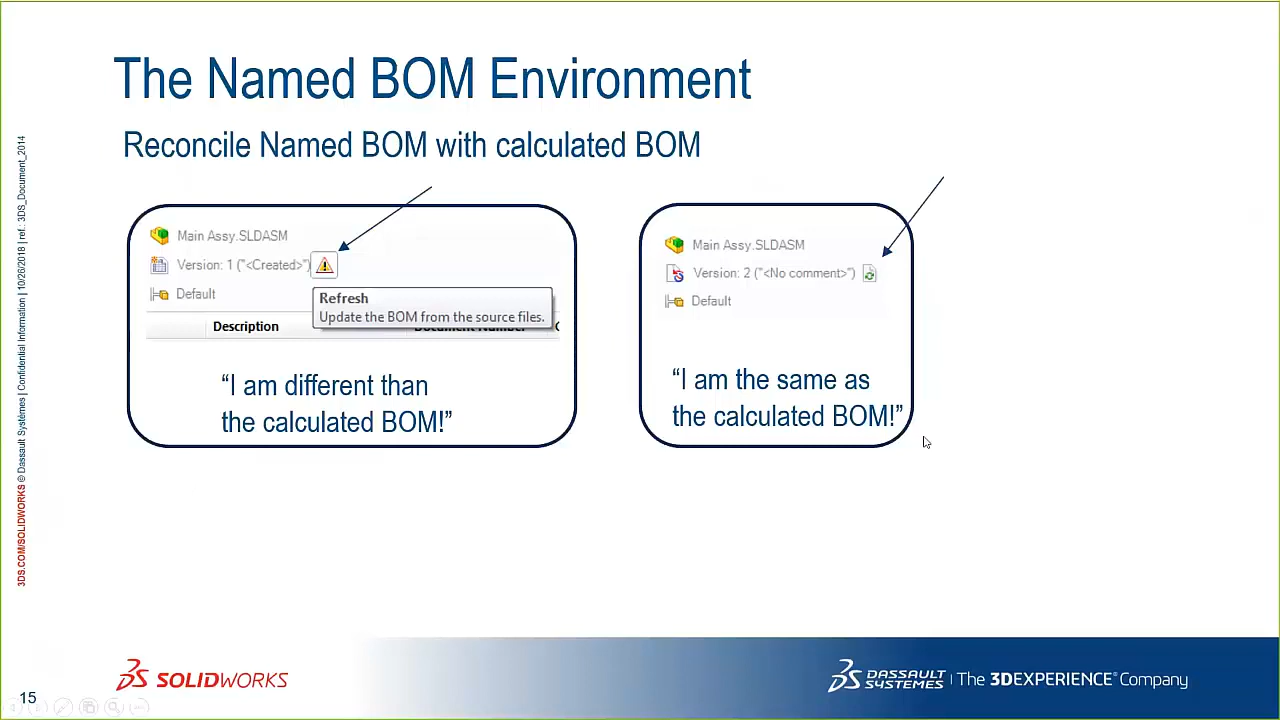 The Named BOM Environment
Reconcile Named BOM with calculated BOM
Main Assy.SLDASM
Version: 1 ("<Created>")
Default
Refresh
Update the BOM from the source files.
Description
Document Number
“I am different than
the calculated BOM!”
Main Assy.SLDASM
Version: 2 ("<No comment>")
Default
“I am the same as
the calculated BOM!”
3DS.COM/SOLIDWORKS © Dassault Systèmes | Confidential Information | 10/26/2018 | ref.: 3DS_Document_2014
15
SOLIDWORKS
DASSAULT SYSTEMES | The 3DEXPERIENCE® Company